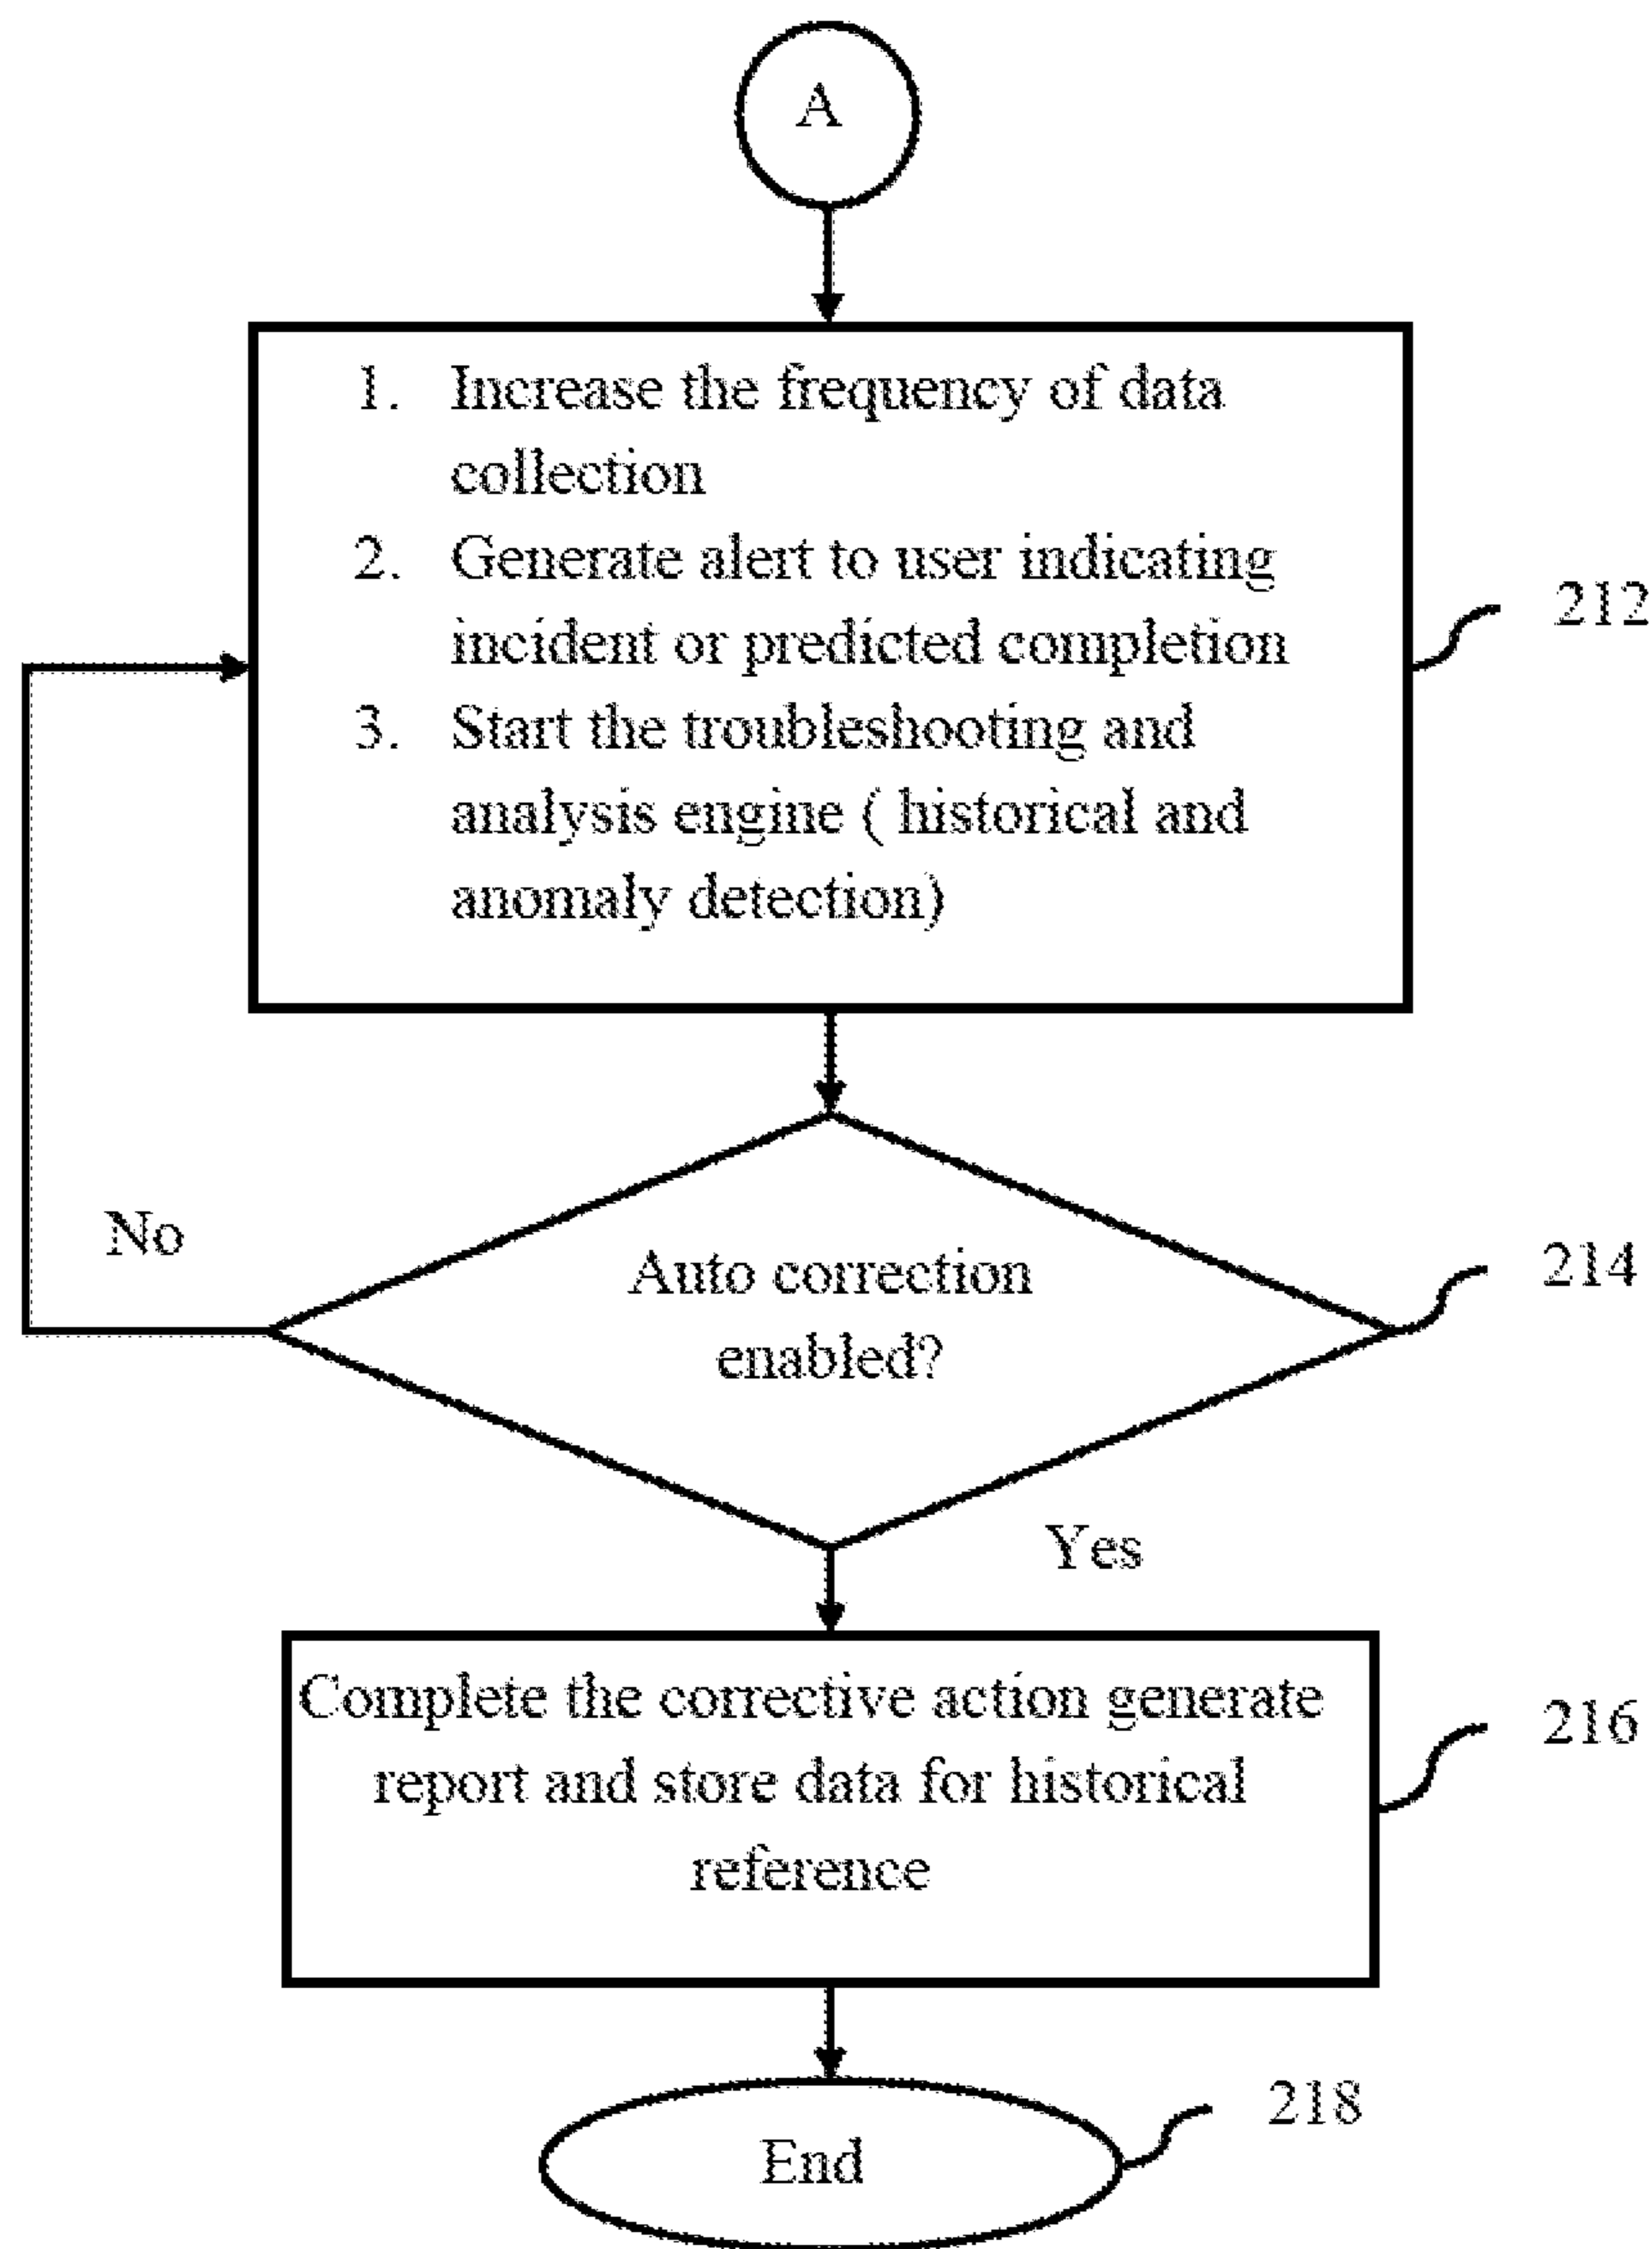 A
1. Increase the frequency of data
collection
2. Generate alert to user indicating
incident or predicted completion
3. Start the troubleshooting and
analysis engine ( historical and
anomaly detection)
212
No
Auto correction
enabled?
214
Yes
Complete the corrective action generate
report and store data for historical
reference
216
End
218